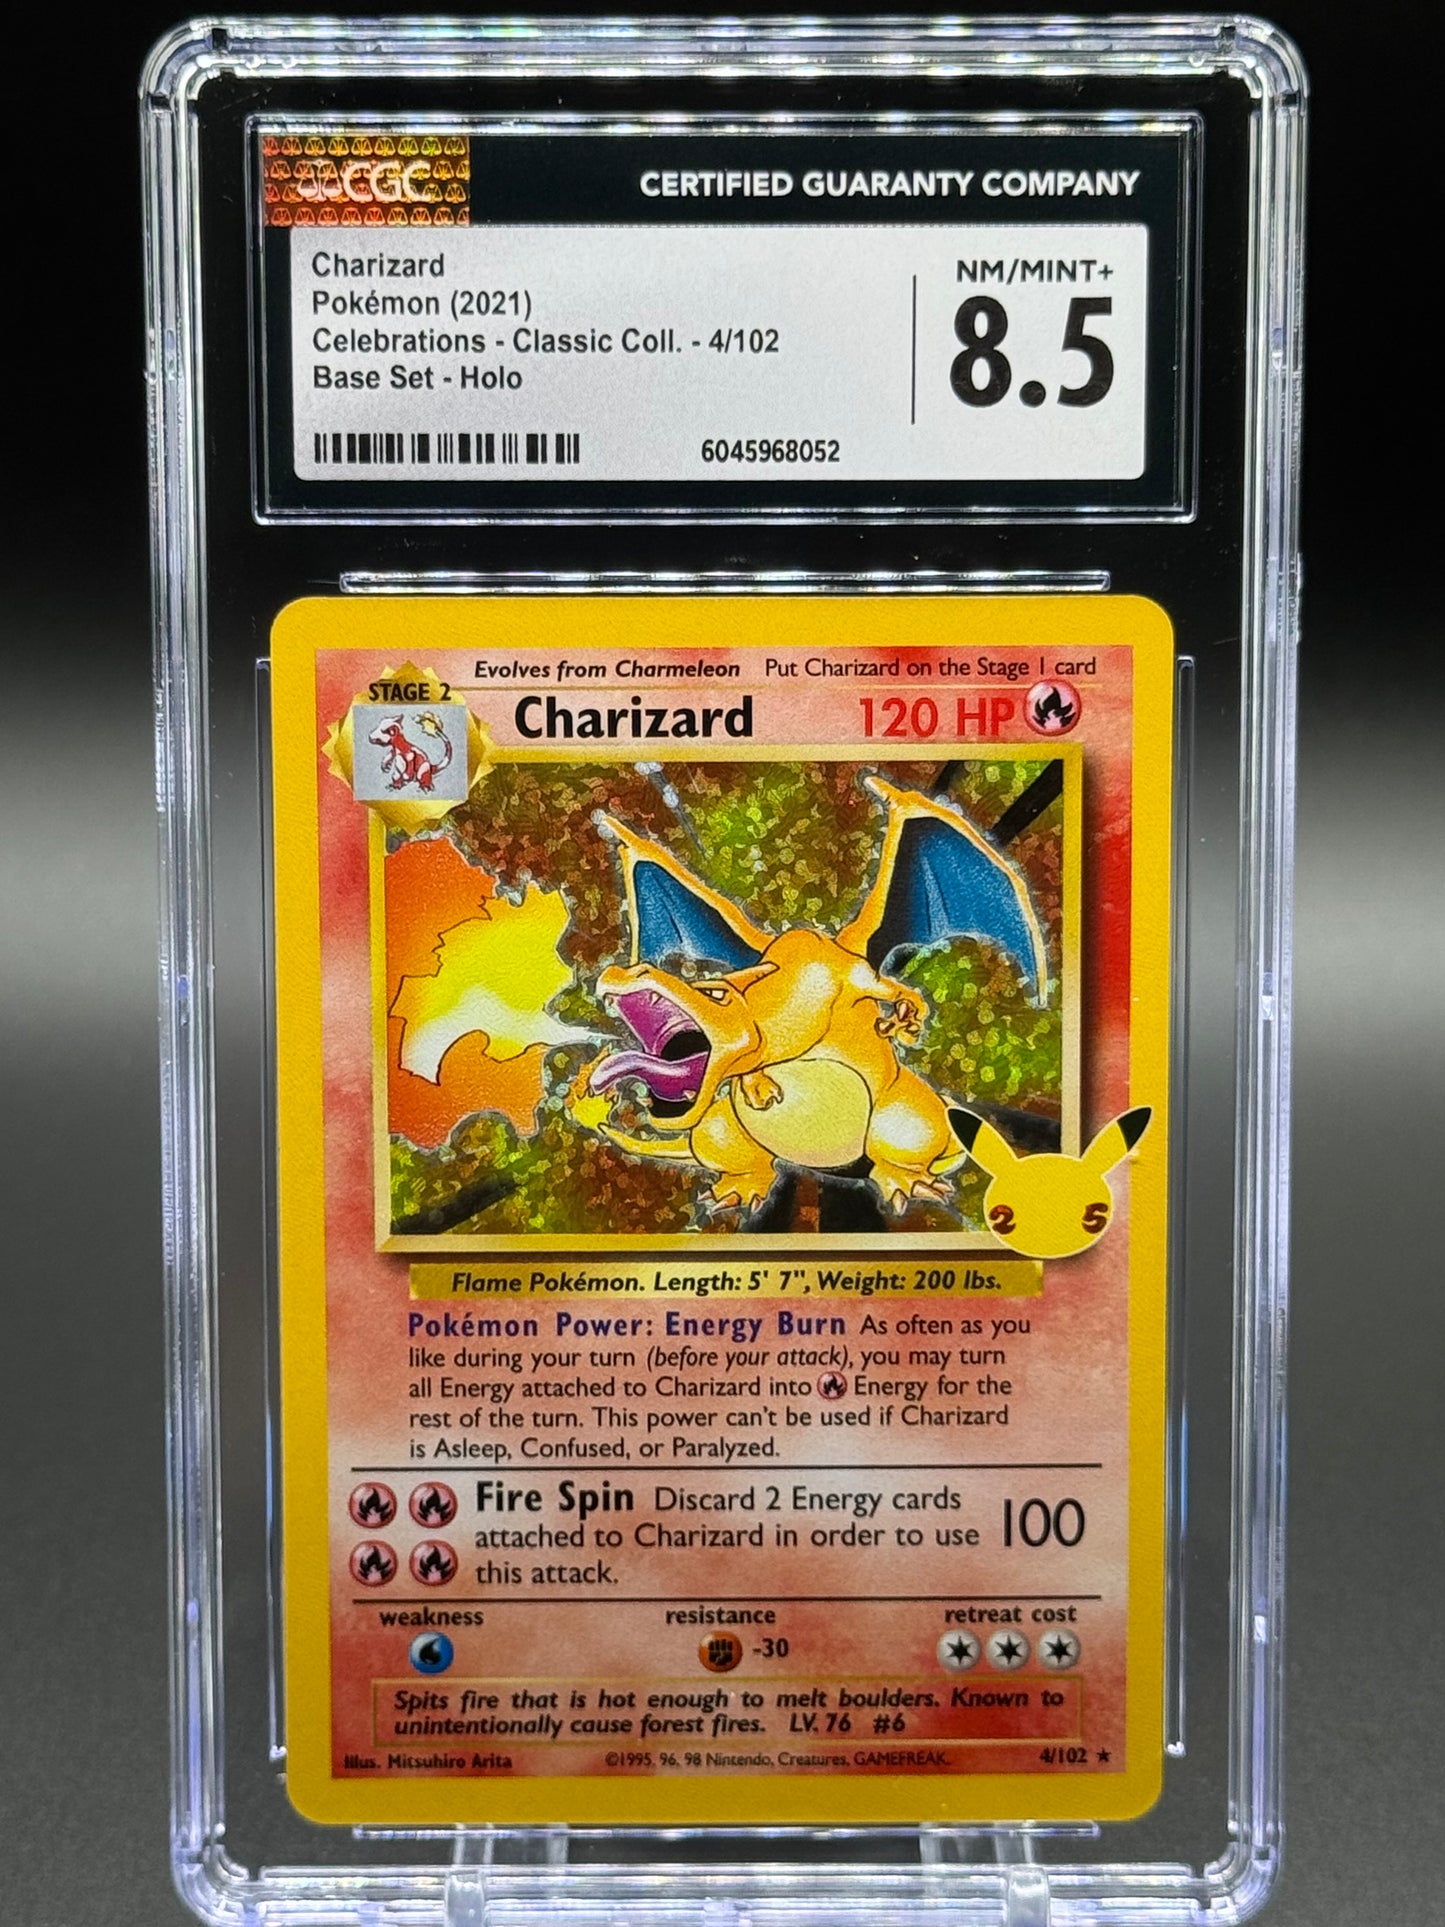 CGC
CERTIFIED GUARANTY COMPANY
Charizard
Pokémon (2021)
Celebrations - Classic Coll. - 4/102
Base Set - Holo
6045968052
NM/MINT+
8.5
Evolves from Charmeleon Put Charizard on the Stage 1 card
STAGE 2
Charizard 120 HP
25
Flame Pokémon. Length: 5' 7", Weight: 200 lbs.
Pokémon Power: Energy Burn As often as you
like during your turn (before your attack), you may turn
all Energy attached to Charizard into Energy for the
rest of the turn. This power can't be used if Charizard
is Asleep, Confused, or Paralyzed.
Fire Spin Discard 2 Energy cards
attached to Charizard in order to use
this attack.
100
weakness resistance retreat cost
-30
Spits fire that is hot enough to melt boulders. Known to
unintentionally cause forest fires. LV. 76 #6
Illus. Mitsuhiro Arita ©1995, 96, 98 Nintendo, Creatures, GAMEFREAK. 4/102 ★